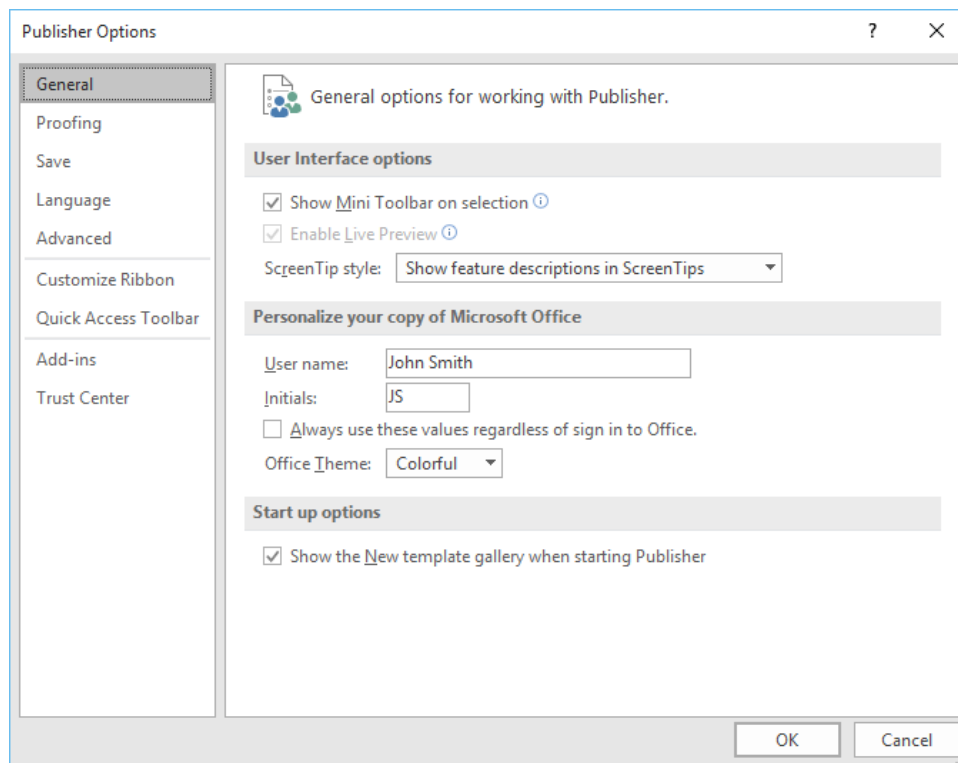 Publisher Options ?
General
Proofing
Save
Language
Advanced
Customize Ribbon
Quick Access Toolbar
Add-ins
Trust Center
General options for working with Publisher.
User Interface options
Show Mini Toolbar on selection
Enable Live Preview
ScreenTip style: Show feature descriptions in ScreenTips
Personalize your copy of Microsoft Office
User name: John Smith
Initials: JS
Always use these values regardless of sign in to Office.
Office Theme: Colorful
Start up options
Show the New template gallery when starting Publisher
OK Cancel